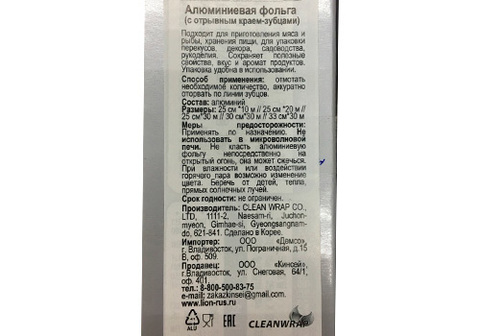 Алюминиевая фольга
(с отрывным краем-зубцами)
Подходит для приготовления мяса и
рыбы, хранения пищи, для упаковки
перекусов, декора, садоводства,
рукоделия. Сохраняет полезные
свойства, вкус и аромат продуктов.
Упаковка удобна в использовании.
Способ применения: отмотать
необходимое количество, аккуратно
оторвать по линии зубцов.
Состав: алюминий
Размеры: 25 см *10 м // 25 см *20 м //
25 см*30 м // 30 см*30 м // 33 см*30 м
Меры предосторожности:
Применять по назначению. Не
использовать в микроволновой
печи. Не класть алюминиевую
фольгу непосредственно на
открытый огонь, она может сжечься.
При влажности или воздействии
горячего пара возможно изменение
цвета. Беречь от детей, тепла,
прямых солнечных лучей.
Срок годности: не ограничен.
Производитель: CLEAN WRAP CO.,
LTD, 1111-2, Naesam-ri, Juchon-
myeon, Gimhae-si, Gyeongsangnam-
do, 621-841. Сделано в Корее.
Импортер: ООО «Демсо»,
г. Владивосток, ул. Пограничная, д.15
В, оф. 509.
Продавец: ООО «Кинсей»,
г.Владивосток, ул. Снеговая, 64/1,
оф. 401.
тел.: 8-800-500-83-75
e-mail: zakazkinsei@gmail.com
www.lion-rus.ru
ALU
EAC
CLEANWRAP